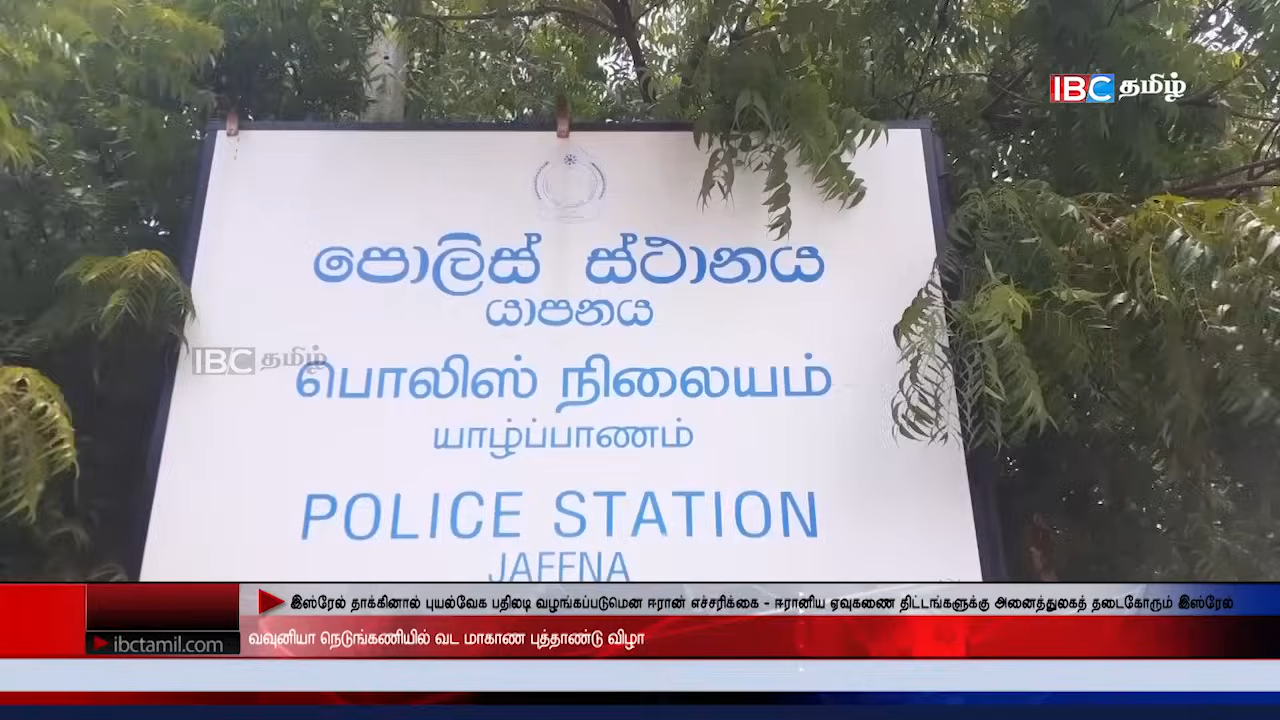 IBC தமிழ்
පොලිස් ස්ථානය
යාපනය
IBC தமிழ்
பொலிஸ் நிலையம்
யாழ்ப்பாணம்
POLICE STATION
JAFFNA
இஸ்ரேல் தாக்கினால் புயல்வேக பதிலடி வழங்கப்படுமென ஈரான் எச்சரிக்கை - ஈரானிய ஏவுகணை திட்டங்களுக்கு அனைத்துலகத் தடைகோரும் இஸ்ரேல்
வவுனியா நெடுங்கணியில் வட மாகாண புத்தாண்டு விழா
ibctamil.com